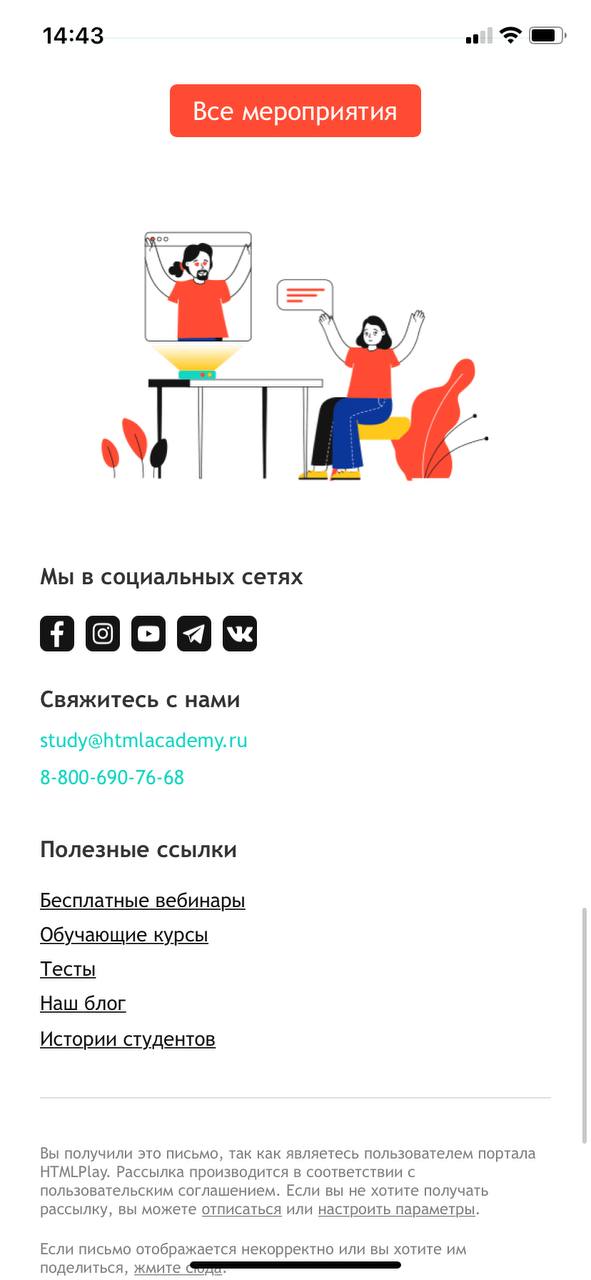 14:43
Все мероприятия
Мы в социальных сетях
Свяжитесь с нами
study@htmlacademy.ru
8-800-690-76-68
Полезные ссылки
Бесплатные вебинары
Обучающие курсы
Тесты
Наш блог
Истории студентов
Вы получили это письмо, так как являетесь пользователем портала
HTMLPlay. Рассылка производится в соответствии с
пользовательским соглашением. Если вы не хотите получать
рассылку, вы можете отписаться или настроить параметры.
Если письмо отображается некорректно или вы хотите им
поделиться, жмите сюда.